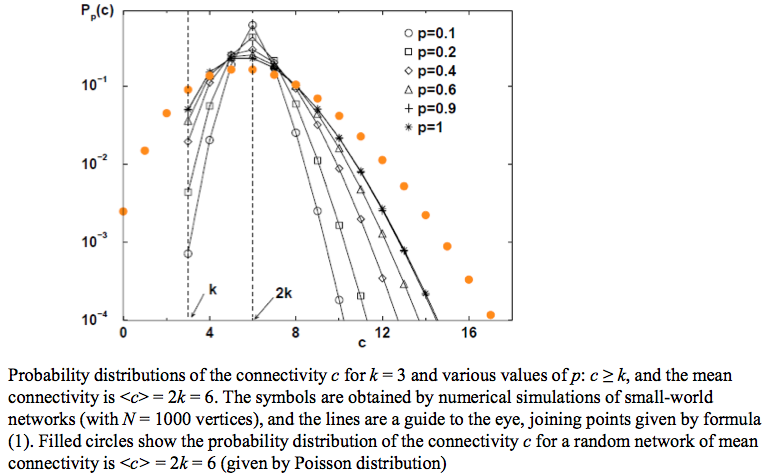 Pₚ(c)
p=0.1
p=0.2
p=0.4
p=0.6
p=0.9
p=1
10⁻¹
10⁻²
10⁻³
10⁻⁴
k
2k
0 4 8 12 16
c
Probability distributions of the connectivity c for k = 3 and various values of p: c ≥ k, and the mean
connectivity is <c> = 2k = 6. The symbols are obtained by numerical simulations of small-world
networks (with N = 1000 vertices), and the lines are a guide to the eye, joining points given by formula
(1). Filled circles show the probability distribution of the connectivity c for a random network of mean
connectivity is <c> = 2k = 6 (given by Poisson distribution)